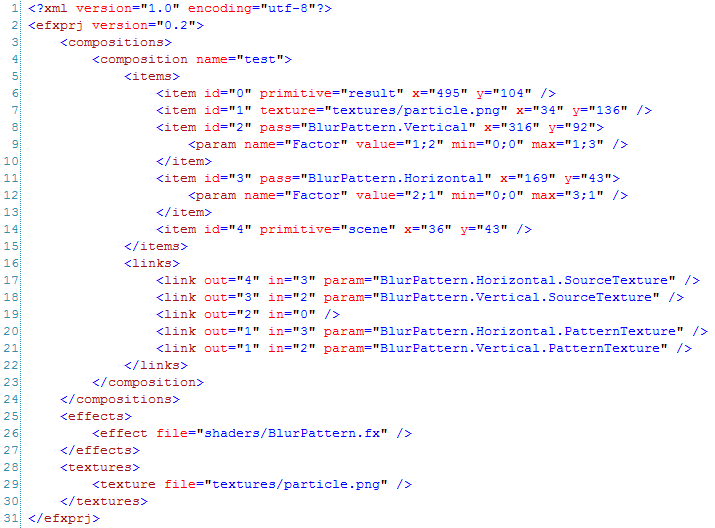 1 <?xml version="1.0" encoding="utf-8"?>
2 <efxprj version="0.2">
3     <compositions>
4         <composition name="test">
5             <items>
6                 <item id="0" primitive="result" x="495" y="104" />
7                 <item id="1" texture="textures/particle.png" x="34" y="136" />
8                 <item id="2" pass="BlurPattern.Vertical" x="316" y="92">
9                     <param name="Factor" value="1;2" min="0;0" max="1;3" />
10                 </item>
11                 <item id="3" pass="BlurPattern.Horizontal" x="169" y="43">
12                     <param name="Factor" value="2;1" min="0;0" max="3;1" />
13                 </item>
14                 <item id="4" primitive="scene" x="36" y="43" />
15             </items>
16             <links>
17                 <link out="4" in="3" param="BlurPattern.Horizontal.SourceTexture" />
18                 <link out="3" in="2" param="BlurPattern.Vertical.SourceTexture" />
19                 <link out="2" in="0" />
20                 <link out="1" in="3" param="BlurPattern.Horizontal.PatternTexture" />
21                 <link out="1" in="2" param="BlurPattern.Vertical.PatternTexture" />
22             </links>
23         </composition>
24     </compositions>
25     <effects>
26         <effect file="shaders/BlurPattern.fx" />
27     </effects>
28     <textures>
29         <texture file="textures/particle.png" />
30     </textures>
31 </efxprj>